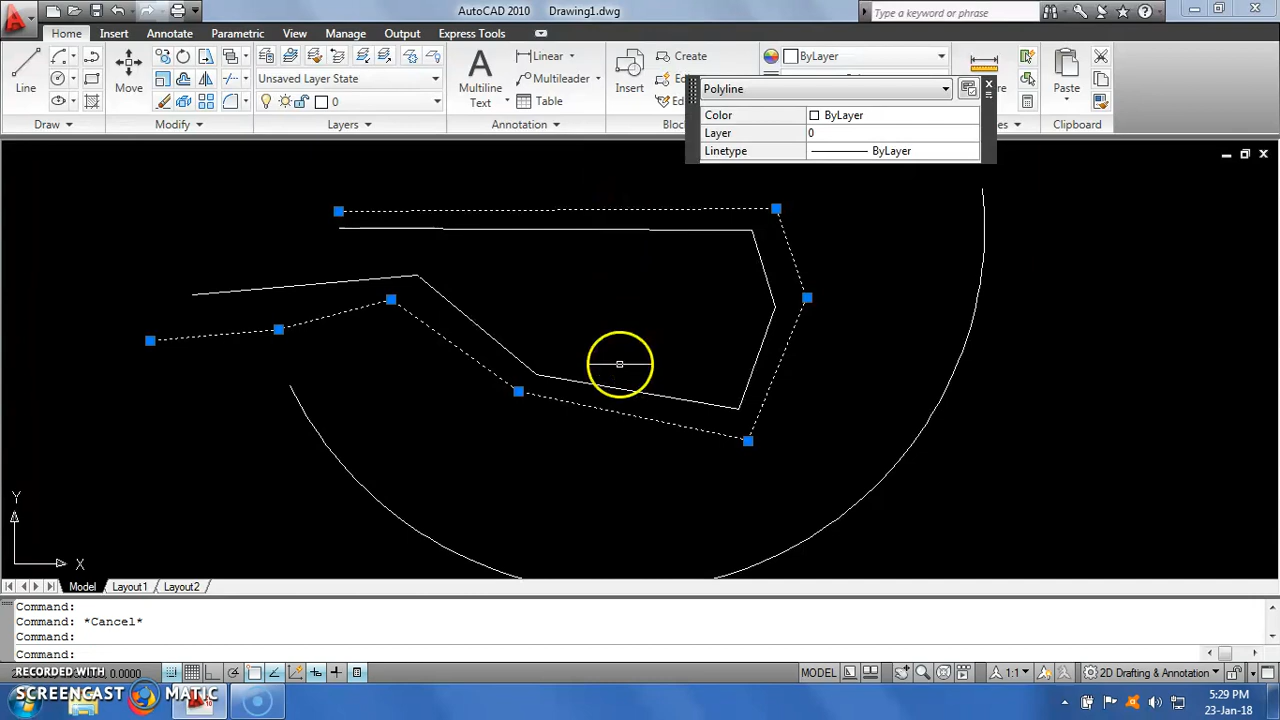 AutoCAD 2010 Drawing1.dwg
Type a keyword or phrase
Home Insert Annotate Parametric View Manage Output Express Tools
ByLayer
Linear
Create
Unsaved Layer State
Multileader
Line Move Multiline Text Insert Paste
0 Table
Draw Modify Layers Annotation Clipboard
Polyline
Color ByLayer
Layer 0
Linetype ByLayer
Y
X
Model Layout1 Layout2
Command:
Command: *Cancel*
Command:
Command:
RECORDED WITH
SCREENCAST MATIC
0.0000
MODEL 1:1 2D Drafting & Annotation
5:29 PM
23-Jan-18